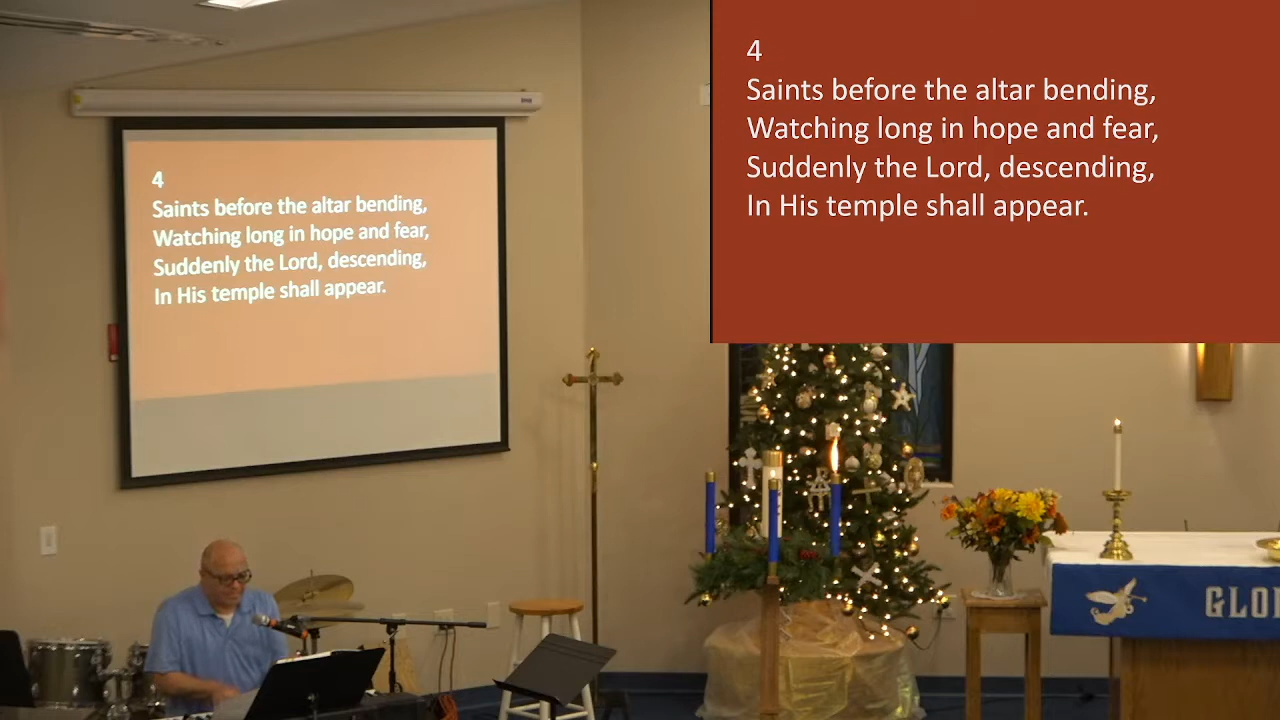 4
Saints before the altar bending,
Watching long in hope and fear,
Suddenly the Lord, descending,
In His temple shall appear.
4
Saints before the altar bending,
Watching long in hope and fear,
Suddenly the Lord, descending,
In His temple shall appear.